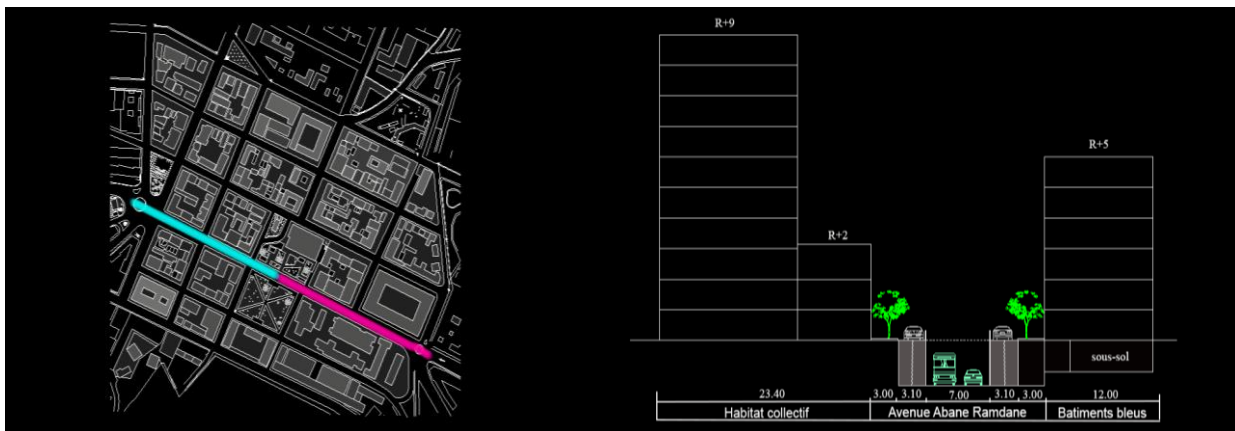 R+9
R+5
R+2
sous-sol
23.40 3.00 3.10 7.00 3.10 3.00 12.00
Habitat collectif Avenue Abane Ramdane Batiments bleus